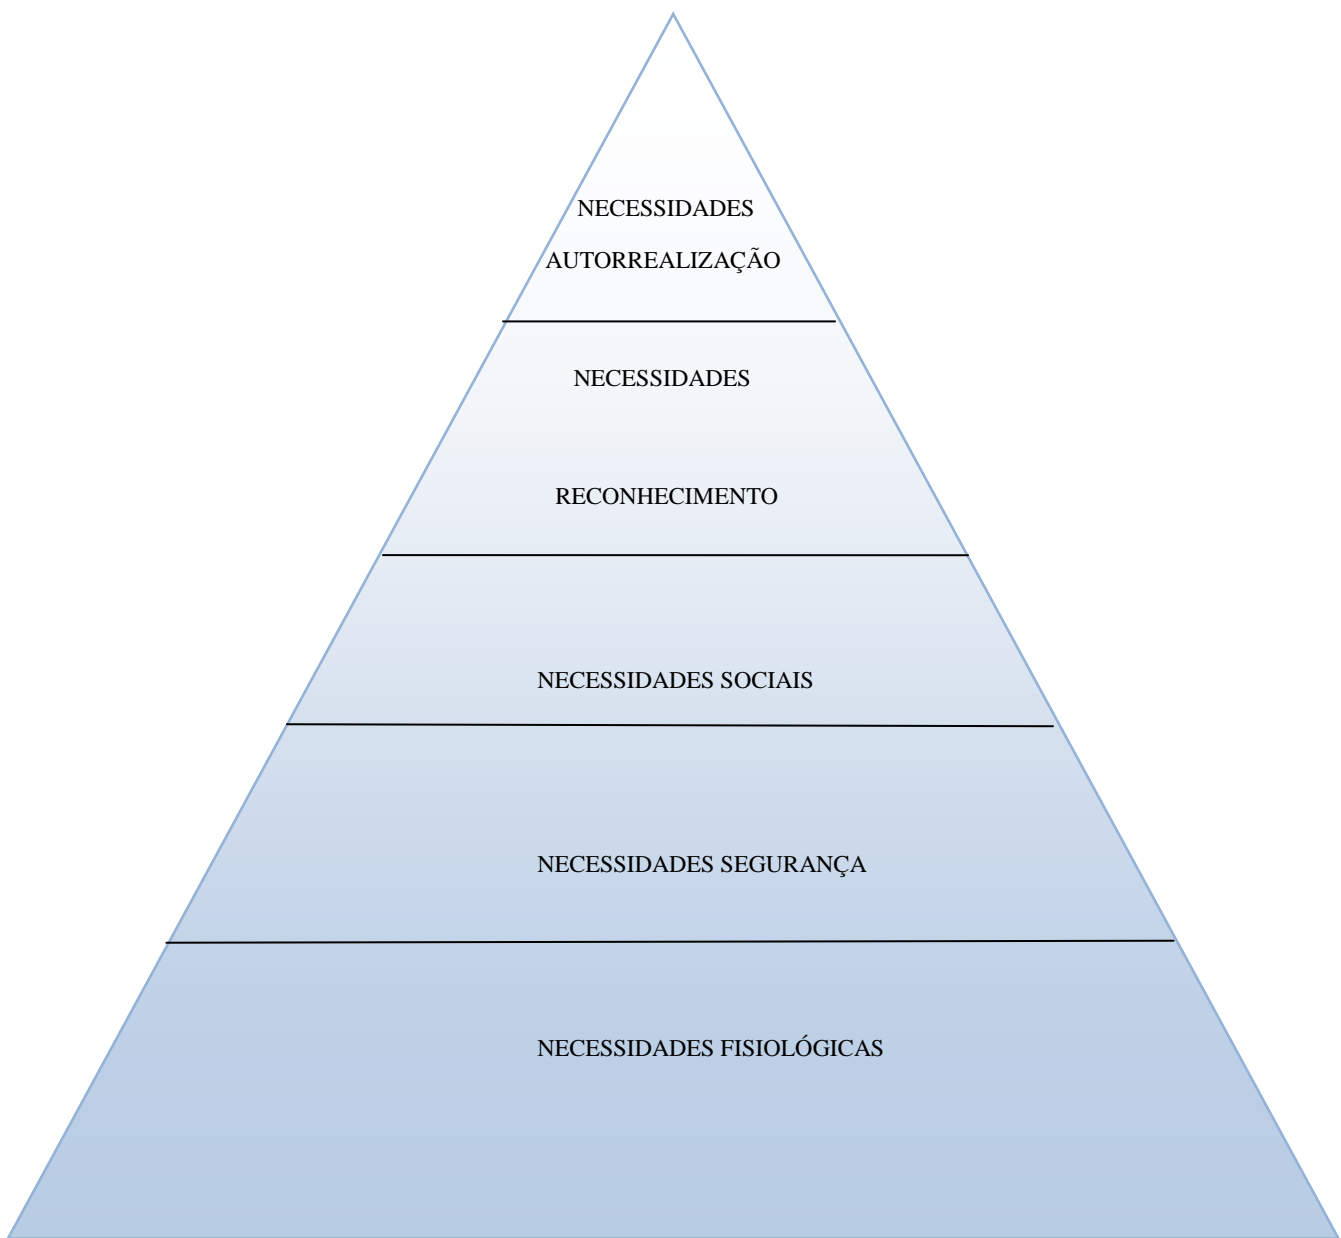 NECESSIDADES
AUTORREALIZAÇÃO
NECESSIDADES
RECONHECIMENTO
NECESSIDADES SOCIAIS
NECESSIDADES SEGURANÇA
NECESSIDADES FISIOLÓGICAS